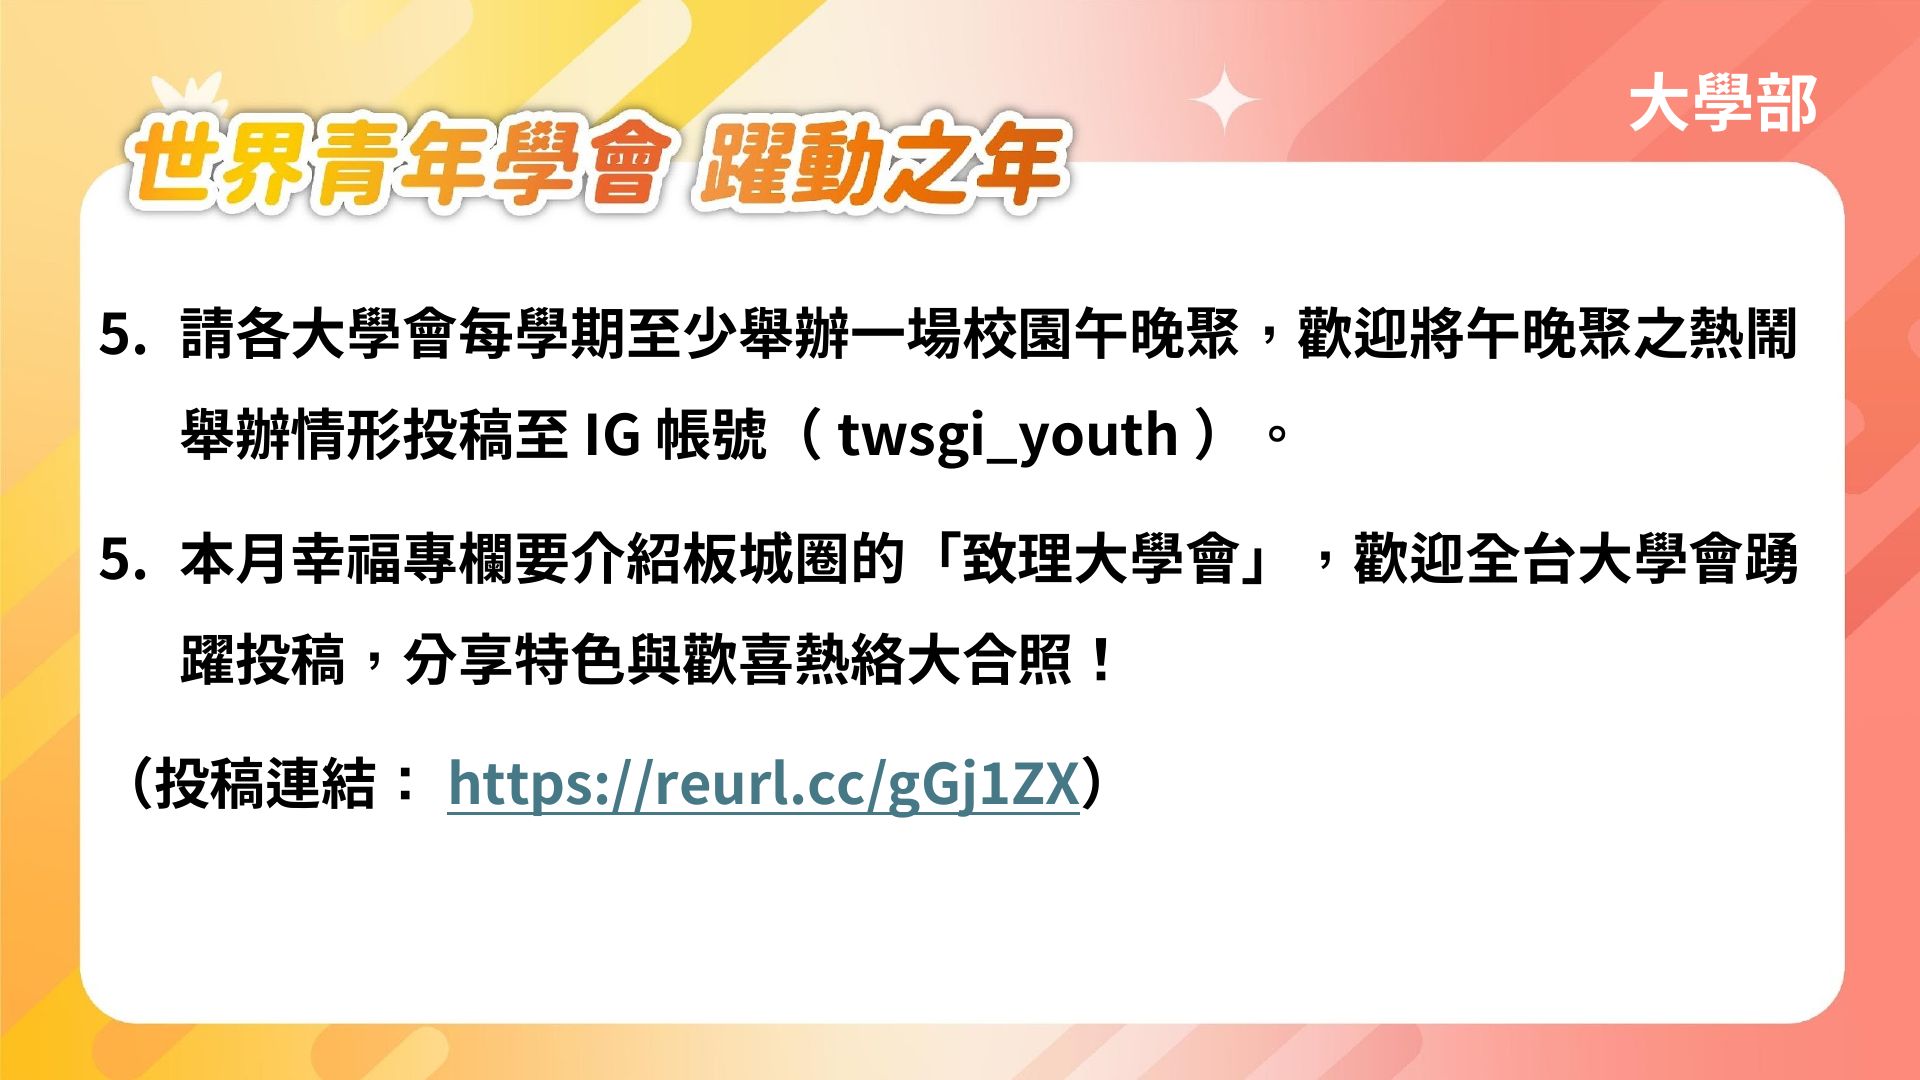 大學部
世界青年學會 躍動之年
5. 請各大學會每學期至少舉辦一場校園午晚聚，歡迎將午晚聚之熱鬧
舉辦情形投稿至 IG 帳號（ twsgi_youth ）。
5. 本月幸福專欄要介紹板城圈的「致理大學會」，歡迎全台大學會踴
躍投稿，分享特色與歡喜熱絡大合照！
（投稿連結： https://reurl.cc/gGj1ZX）